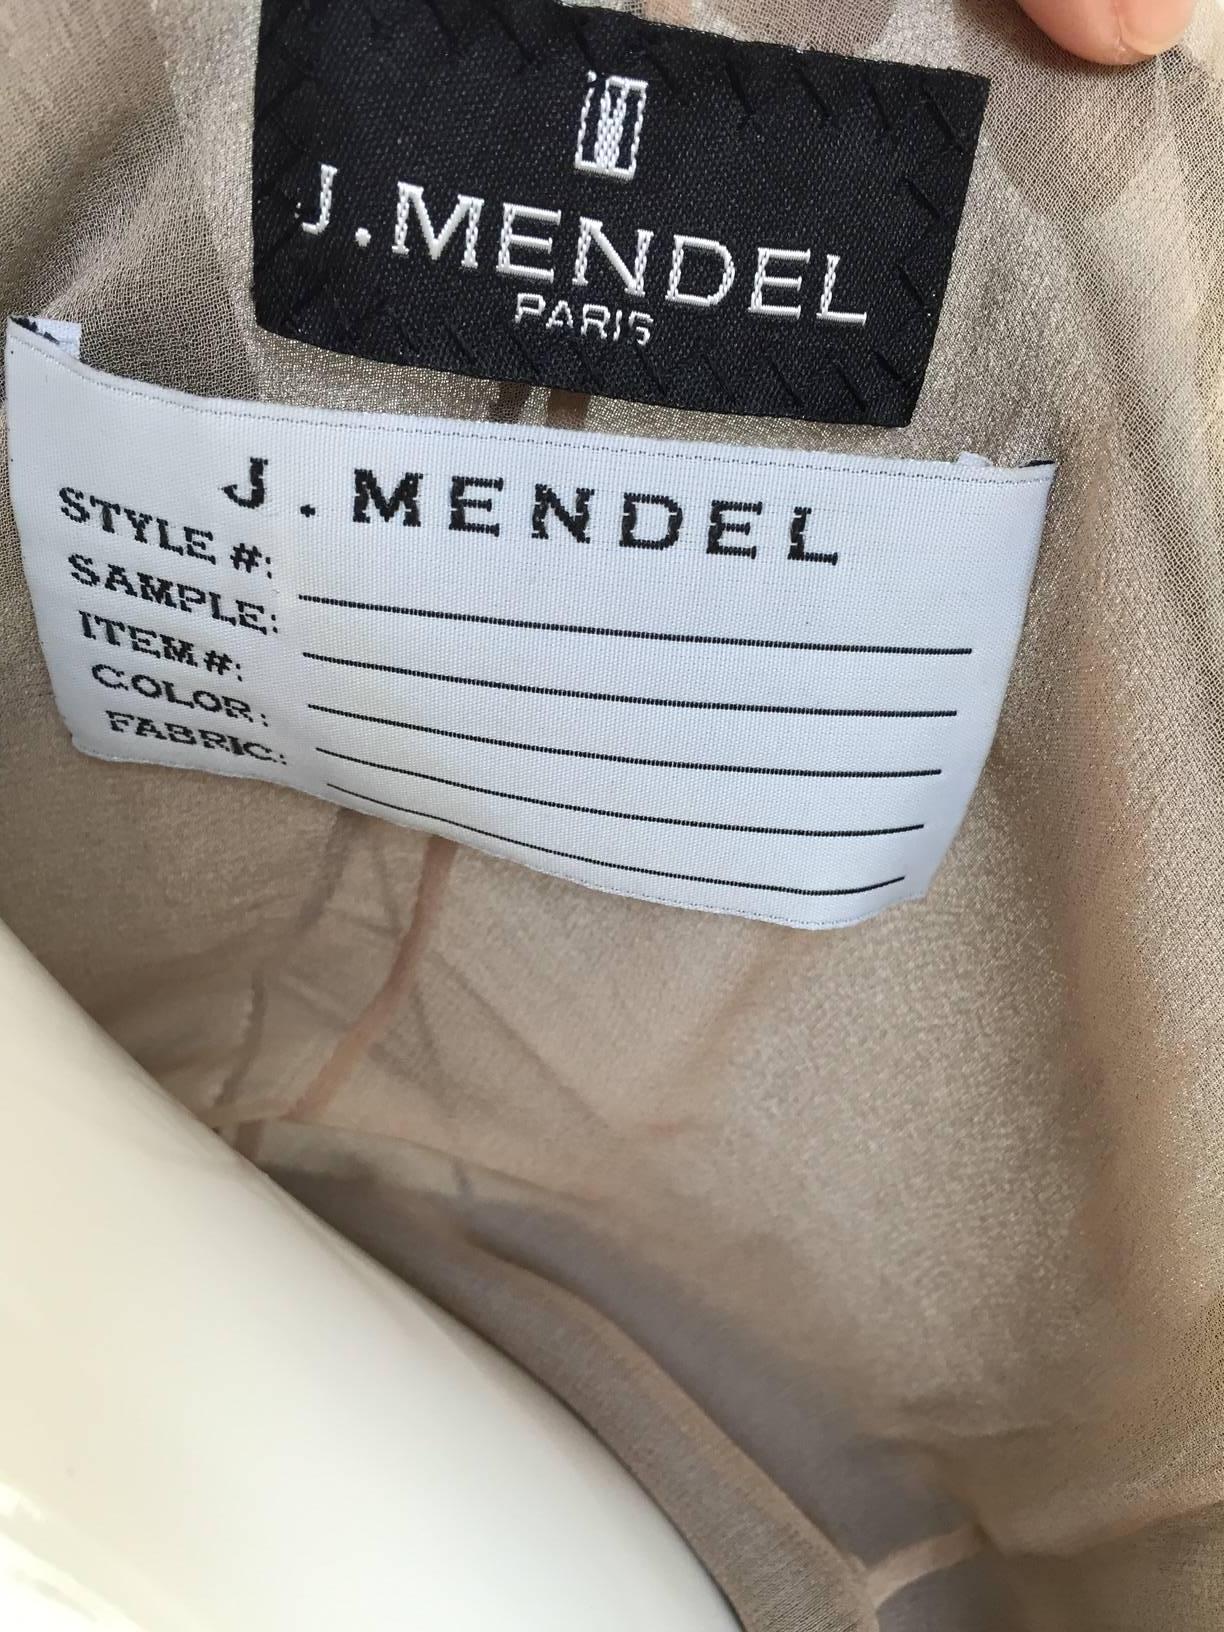 J.MENDEL
PARIS
J.MENDEL
STYLE #:
SAMPLE:
ITEM#:
COLOR:
FABRIC: